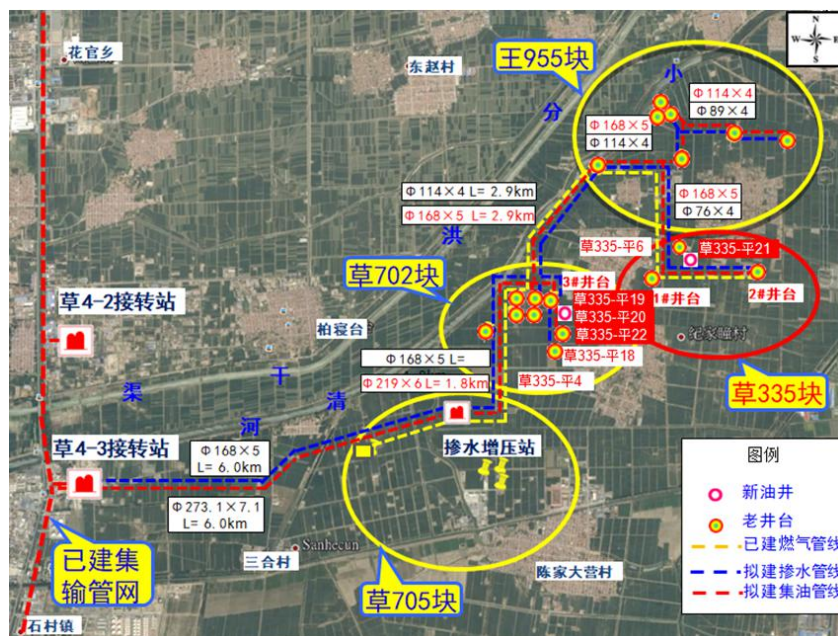 花官乡
东赵村
王955块
N
W
E
S
小
分
Φ114×4
Φ89×4
Φ168×5
Φ114×4
Φ114×4 L= 2.9km
Φ168×5 L= 2.9km
Φ168×5
Φ76×4
洪
草335-平6
草335-平21
草702块
3#井台
草335-平19
1#井台
2#井台
草335-平20
草4-2接转站
柏寝台
草335-平22
草335-平18
Φ168×5 L=
Φ219×6 L= 1.8km
草335-平4
草335块
渠
干
清
河
草4-3接转站
Φ168×5
L= 6.0km
掺水增压站
Φ273.1×7.1
L= 6.0km
Sanhecun
三合村
已建集
输管网
陈家大营村
草705块
石村镇
图例
新油井
老井台
已建燃气管线
拟建掺水管线
拟建集油管线